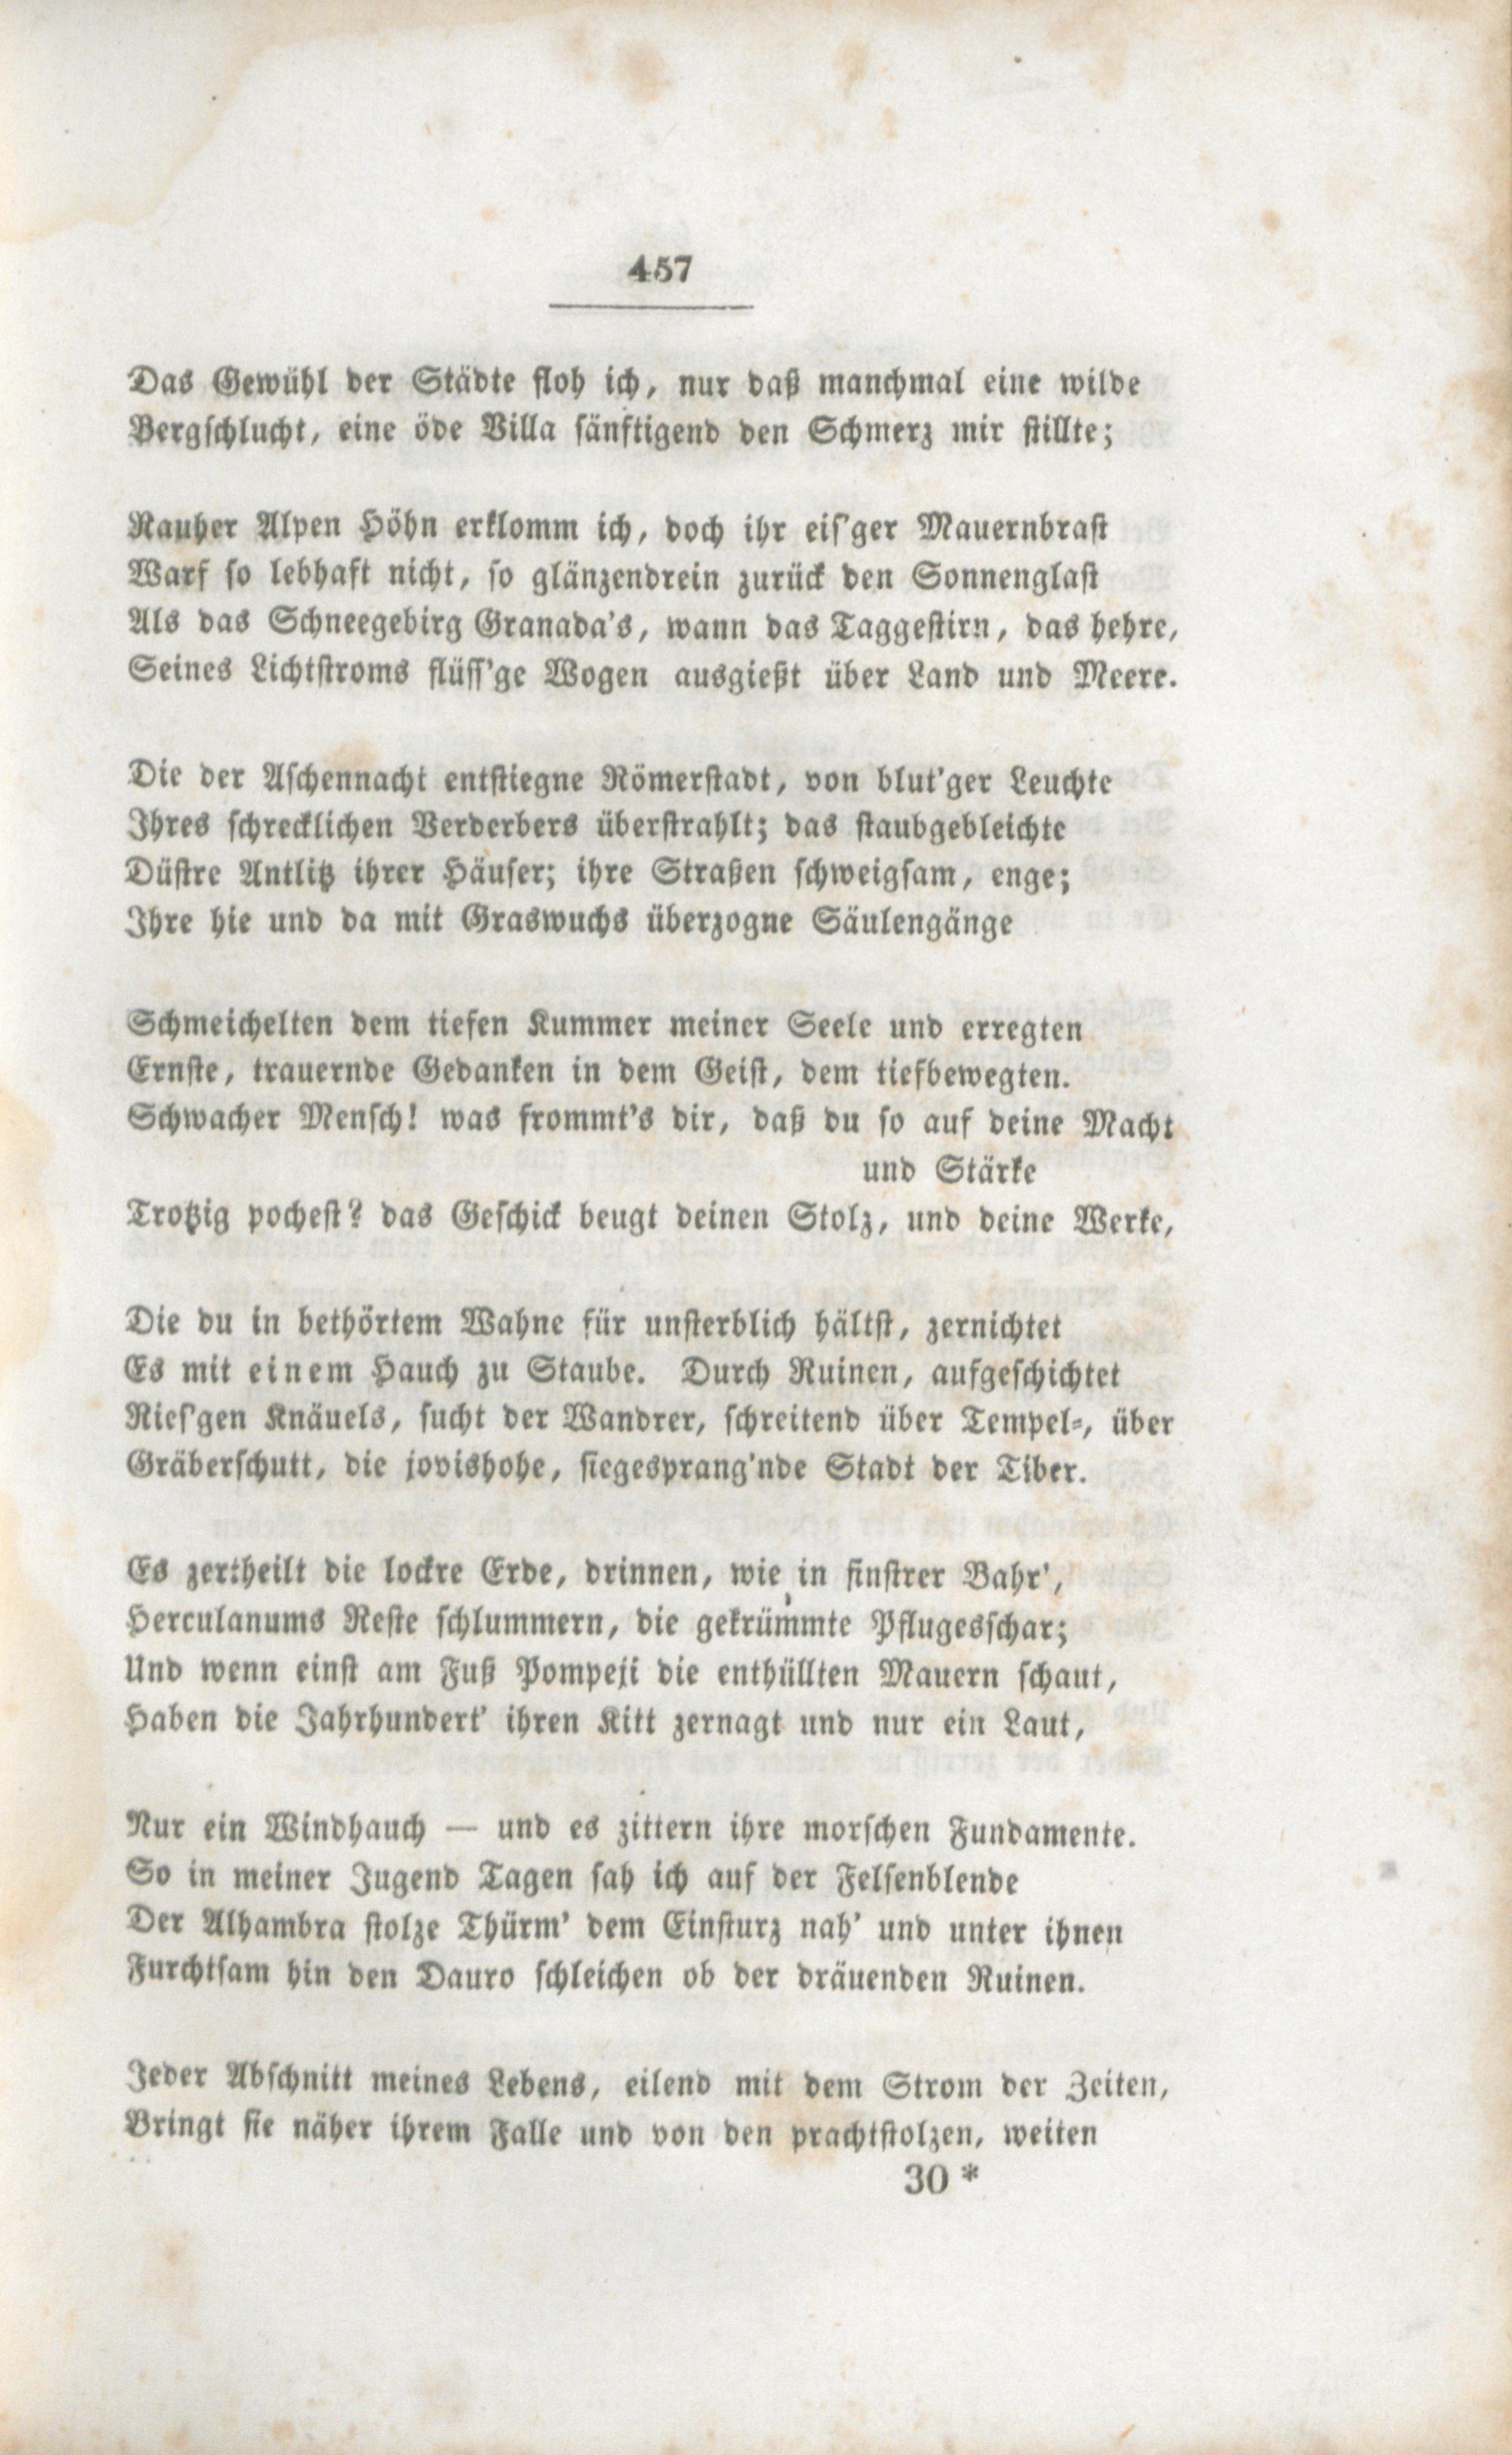 457
Das Gewühl der Städte floh ich, nur daß manchmal eine wilde
Bergschlucht, eine öde Villa sänftigend den Schmerz mir stillte;
Rauher Alpen Höhn erklomm ich, doch ihr eis'ger Mauernbrast
Warf so lebhaft nicht, so glänzendrein zurück den Sonnenglast
Als das Schneegebirg Granada's, wann das Taggestirn, das hehre,
Seines Lichtstroms flüss'ge Wogen ausgießt über Land und Meere.
Die der Aschennacht entstiegne Römerstadt, von blut'ger Leuchte
Ihres schrecklichen Verderbers überstrahlt; das staubgebleichte
Düstre Antlitz ihrer Häuser; ihre Straßen schweigsam, enge;
Ihre hie und da mit Graswuchs überzogne Säulengänge
Schmeichelten dem tiefen Kummer meiner Seele und erregten
Ernste, trauernde Gedanken in dem Geist, dem tiefbewegten.
Schwacher Mensch! was frommt's dir, daß du so auf deine Macht
und Stärke
Trotzig pochest? das Geschick beugt deinen Stolz, und deine Werke,
Die du in bethörtem Wahne für unsterblich hältst, zernichtet
Es mit einem Hauch zu Staube. Durch Ruinen, aufgeschichtet
Ries'gen Knäuels, sucht der Wandrer, schreitend über Tempel-, über
Gräberschutt, die jovishohe, siegesprang'nde Stadt der Tiber.
Es zertheilt die lockre Erde, drinnen, wie in finstrer Bahr',
Herculanums Reste schlummern, die gekrümmte Pflugesschar;
Und wenn einst am Fuß Pompeji die enthüllten Mauern schaut,
Haben die Jahrhundert' ihren Kitt zernagt und nur ein Laut,
Nur ein Windhauch — und es zittern ihre morschen Fundamente.
So in meiner Jugend Tagen sah ich auf der Felsenblende
Der Alhambra stolze Thürm' dem Einsturz nah' und unter ihnen
Furchtsam hin den Dauro schleichen ob der dräuenden Ruinen.
Jeder Abschnitt meines Lebens, eilend mit dem Strom der Zeiten,
Bringt sie näher ihrem Falle und von den prachtstolzen, weiten
30*